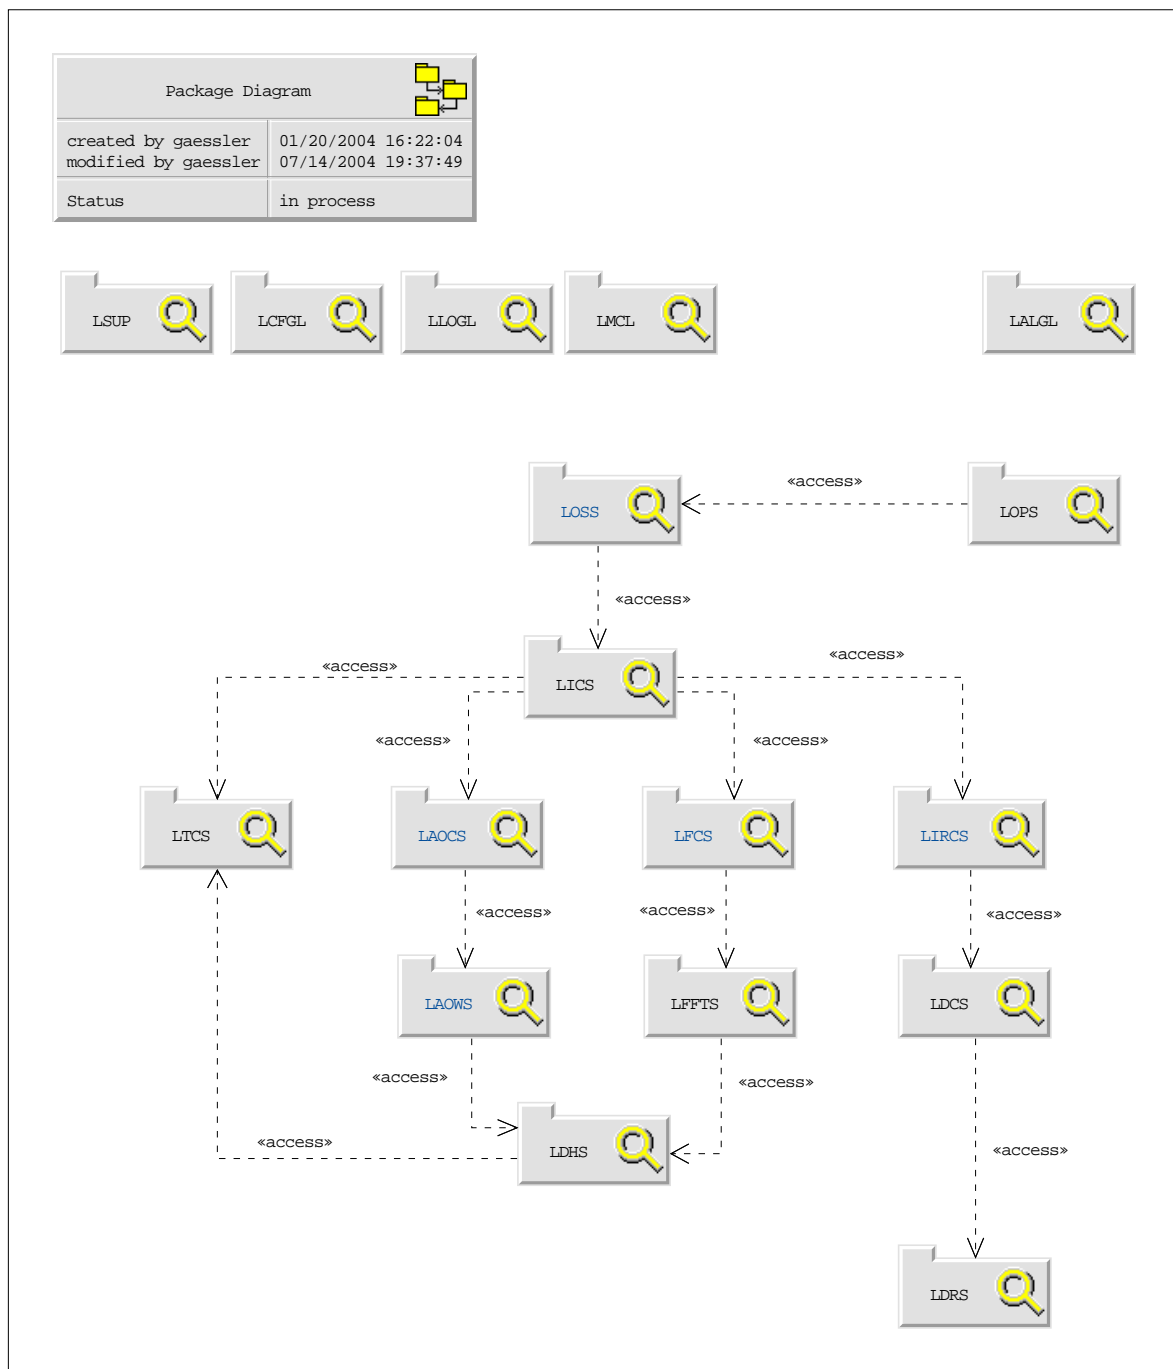 Package Diagram
created by gaessler 01/20/2004 16:22:04
modified by gaessler 07/14/2004 19:37:49
Status in process
LSUP LCFGL LLOGL LMCL LALGL
«access»
LOSS LOPS
«access»
«access» «access»
LICS
«access» «access»
LTCS LAOCS LFCS LIRCS
«access» «access» «access»
LAOWS LFFTS LDCS
«access» «access»
«access» «access»
LDHS
LDRS